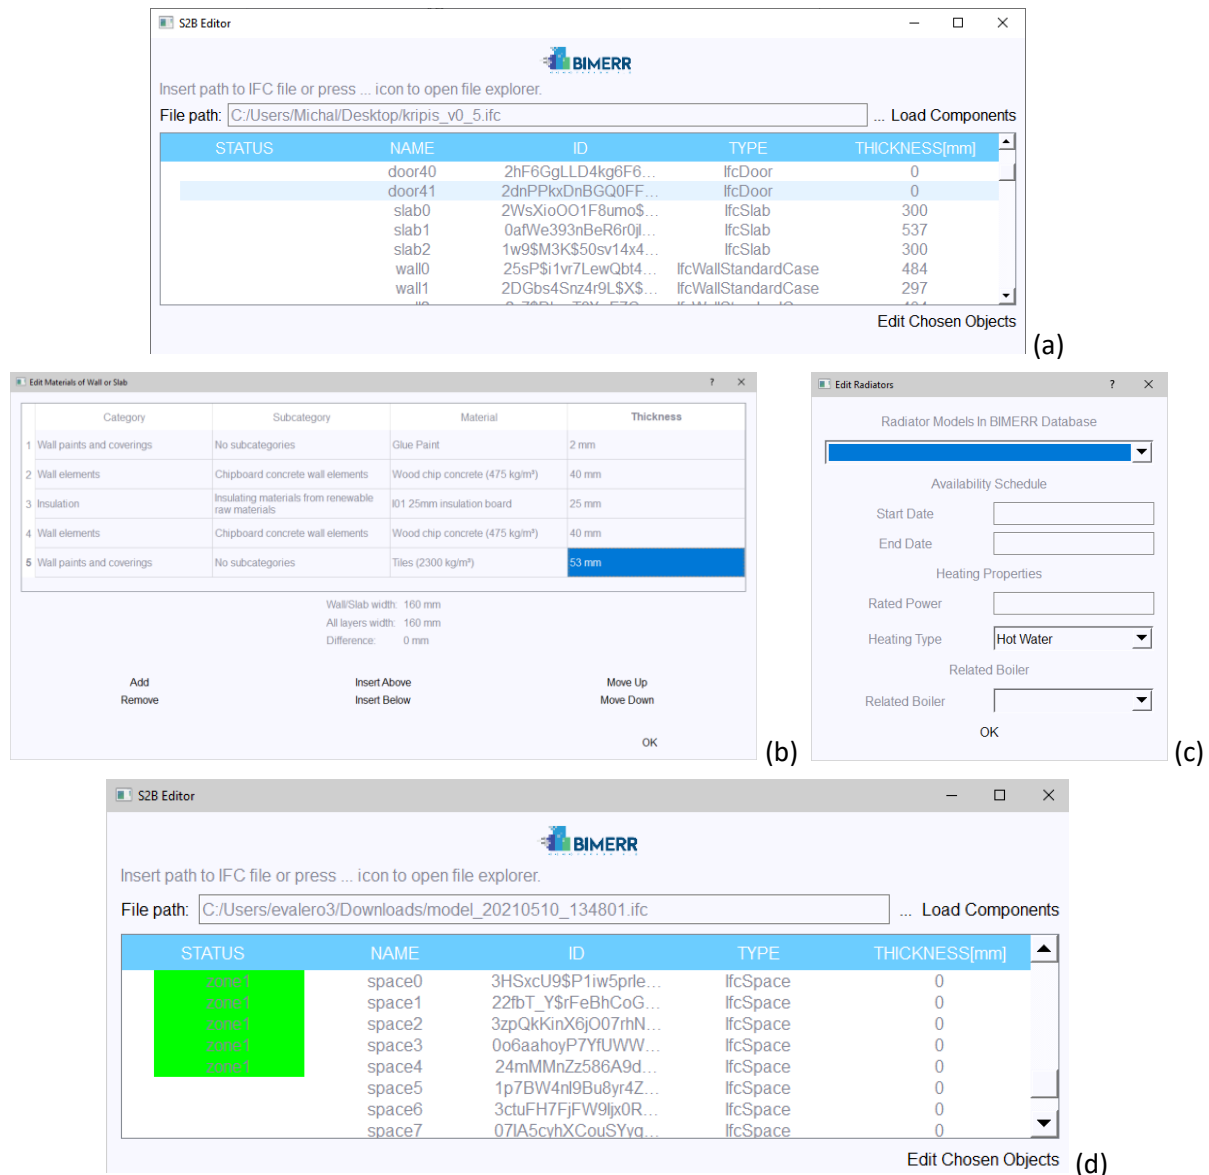 S2B Editor
BIMERR
Insert path to IFC file or press ... icon to open file explorer.
File path: C:/Users/Michal/Desktop/kripis_v0_5.ifc ... Load Components
STATUS NAME ID TYPE THICKNESS[mm]
door40 2hF6GgLLD4kg6F6... IfcDoor 0
door41 2dnPPkxDnBGQ0FF... IfcDoor 0
slab0 2WsXioOO1F8umo$... IfcSlab 300
slab1 0afWe393nBeR6r0jl... IfcSlab 537
slab2 1w9$M3K$50sv14x4... IfcSlab 300
wall0 25sP$i1vr7LewQbt4... IfcWallStandardCase 484
wall1 2DGbs4Snz4r9L$X$... IfcWallStandardCase 297
Edit Chosen Objects
(a)
Edit Materials of Wall or Slab ?
Category Subcategory Material Thickness
1 Wall paints and coverings No subcategories Glue Paint 2 mm
2 Wall elements Chipboard concrete wall elements Wood chip concrete (475 kg/m³) 40 mm
3 Insulation Insulating materials from renewable raw materials I01 25mm insulation board 25 mm
4 Wall elements Chipboard concrete wall elements Wood chip concrete (475 kg/m³) 40 mm
5 Wall paints and coverings No subcategories Tiles (2300 kg/m³) 53 mm
Wall/Slab width: 160 mm
All layers width: 160 mm
Difference: 0 mm
Add Insert Above Move Up
Remove Insert Below Move Down
OK
(b)
Edit Radiators ?
Radiator Models In BIMERR Database
Availability Schedule
Start Date
End Date
Heating Properties
Rated Power
Heating Type Hot Water
Related Boiler
Related Boiler
OK
(c)
S2B Editor
BIMERR
Insert path to IFC file or press ... icon to open file explorer.
File path: C:/Users/evalero3/Downloads/model_20210510_134801.ifc ... Load Components
STATUS NAME ID TYPE THICKNESS[mm]
zone1 space0 3HSxcU9$P1iw5prle... IfcSpace 0
zone1 space1 22fbT_Y$rFeBhCoG... IfcSpace 0
zone1 space2 3zpQkKinX6jO07rhN... IfcSpace 0
zone1 space3 0o6aahoyP7YfUWW... IfcSpace 0
zone1 space4 24mMMnZz586A9d... IfcSpace 0
space5 1p7BW4nl9Bu8yr4Z... IfcSpace 0
space6 3ctuFH7FjFW9ljx0R... IfcSpace 0
space7 07IA5cyhXCouSYyg... IfcSpace 0
Edit Chosen Objects
(d)